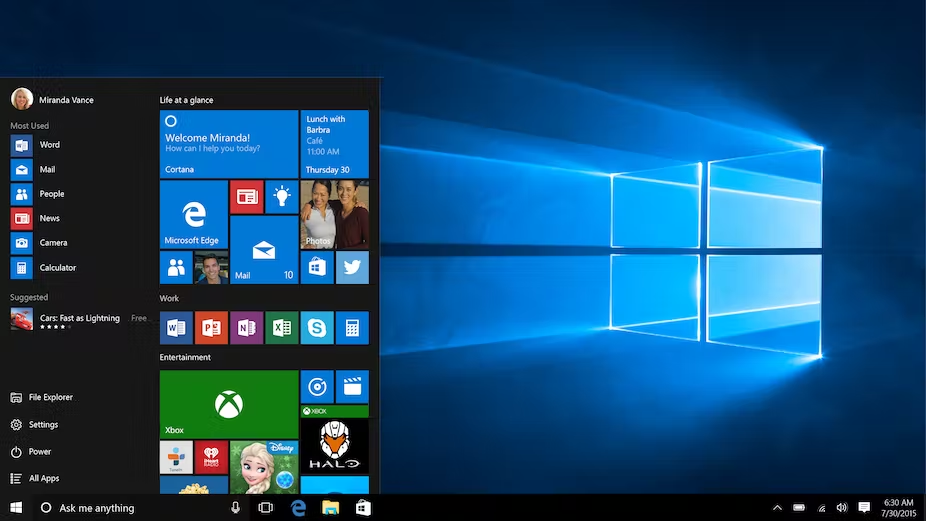 Miranda Vance
Most Used
Word
Mail
People
News
Camera
Calculator
Suggested
Cars: Fast as Lightning Free...
File Explorer
Settings
Power
All Apps
Life at a glance
Welcome Miranda!
How can I help you today?
Cortana
Lunch with
Barbra
Café
11:00 AM
Thursday 30
Microsoft Edge
Mail 10
Photos
Work
Entertainment
Xbox
XBOX
HALO
TuneIn
iHeart
RADIO
Disney
Ask me anything
6:30 AM
7/30/2015